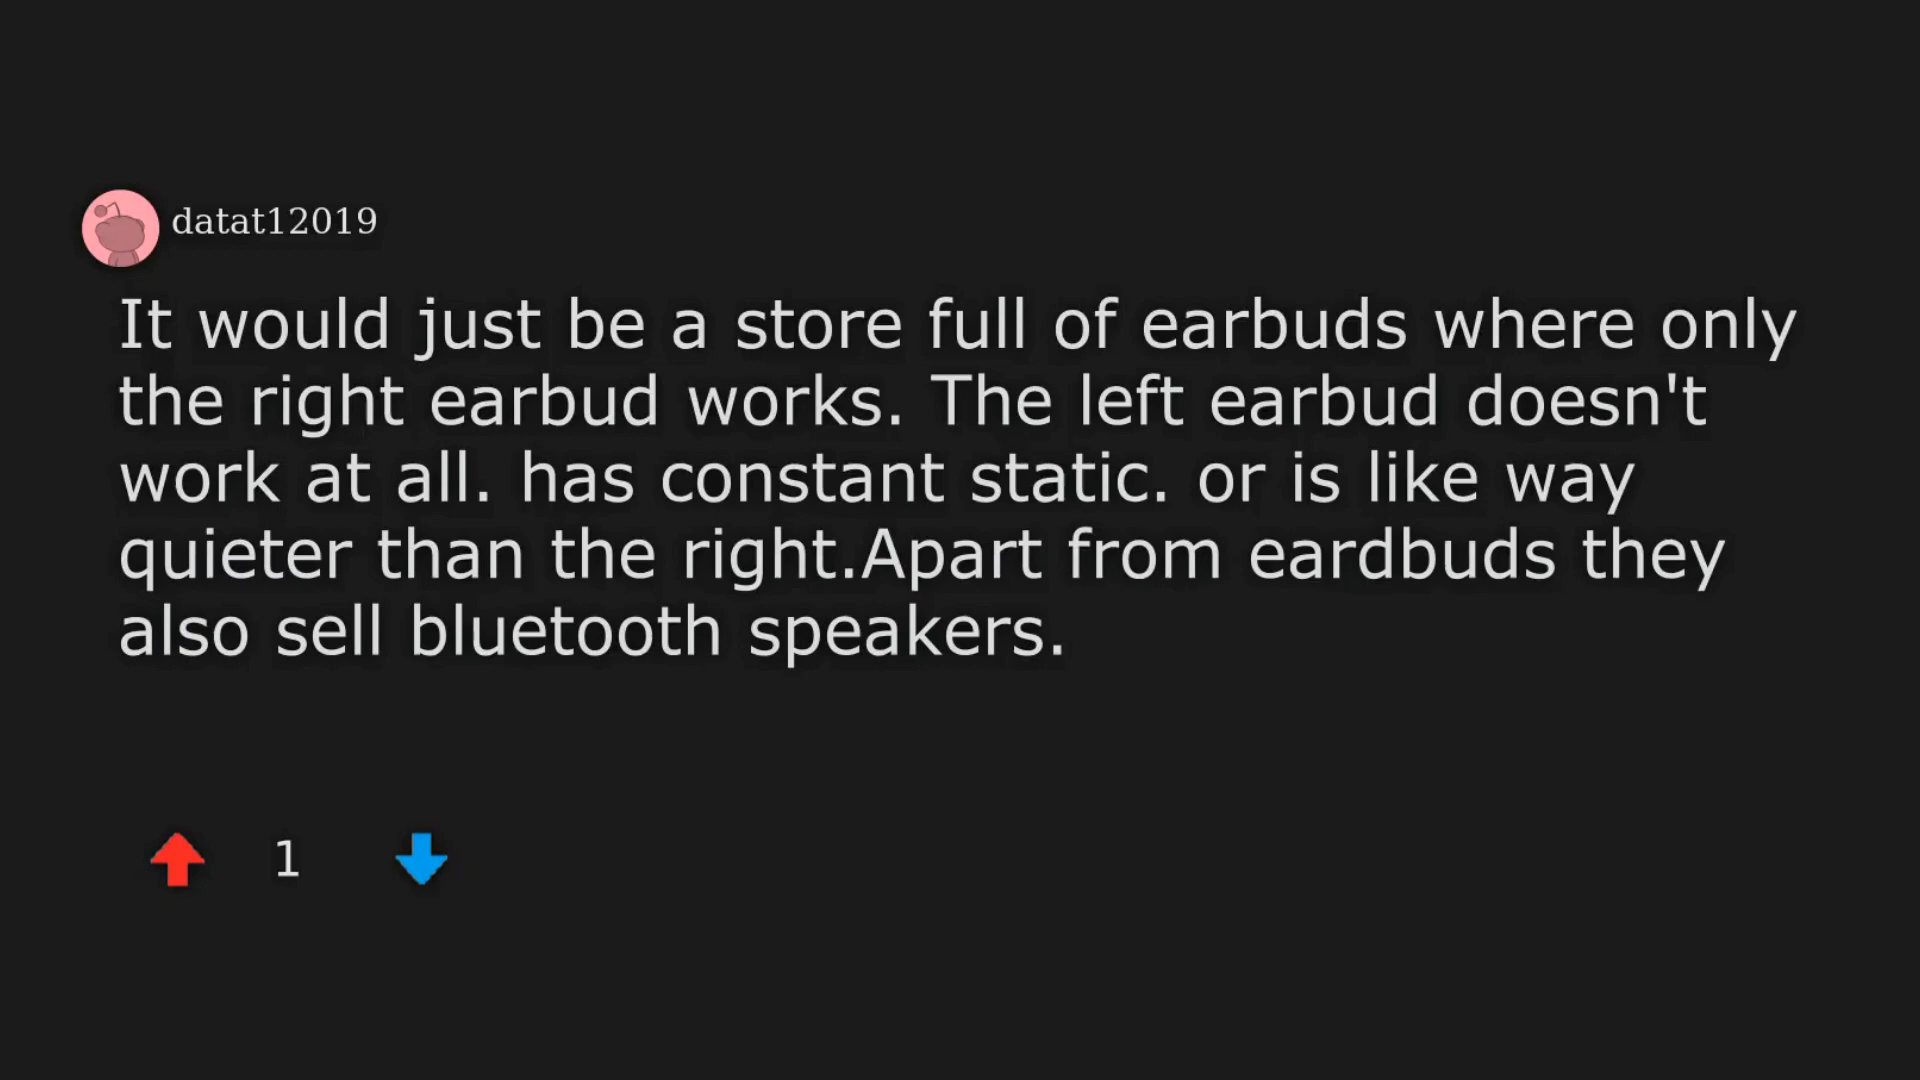 datat12019
It would just be a store full of earbuds where only
the right earbud works. The left earbud doesn't
work at all. has constant static. or is like way
quieter than the right.Apart from eardbuds they
also sell bluetooth speakers.
1